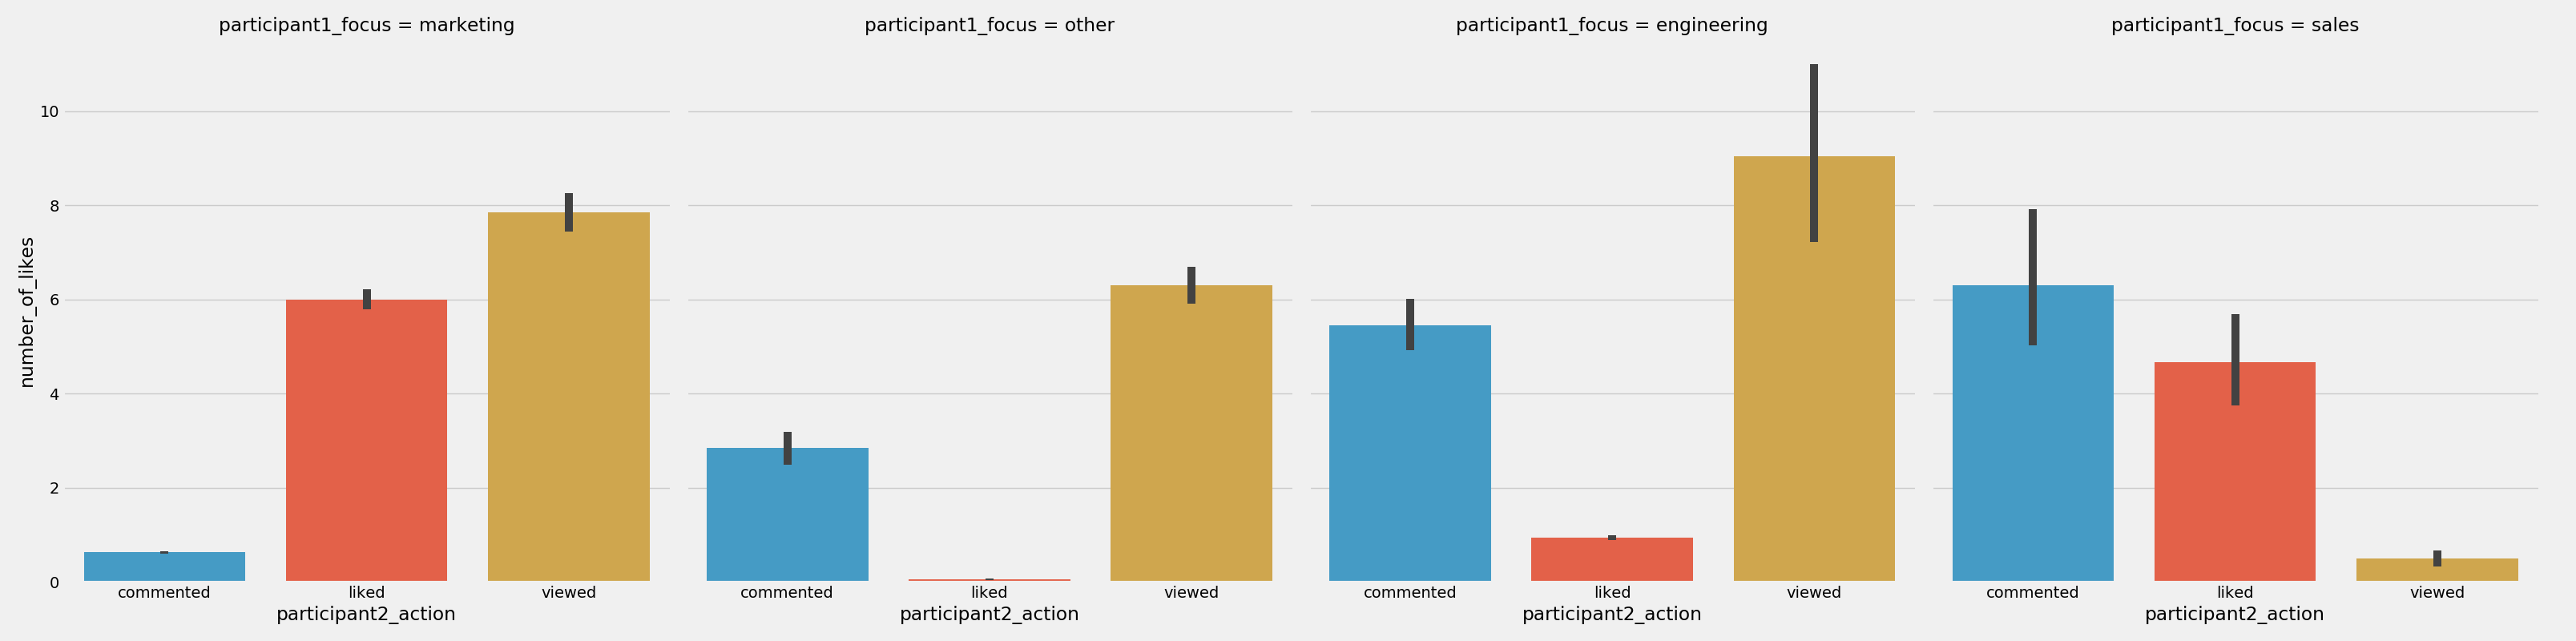 participant1_focus = marketing
participant1_focus = other
participant1_focus = engineering
participant1_focus = sales
number_of_likes
10
8
6
4
2
0
commented liked viewed
participant2_action
commented liked viewed
participant2_action
commented liked viewed
participant2_action
commented liked viewed
participant2_action